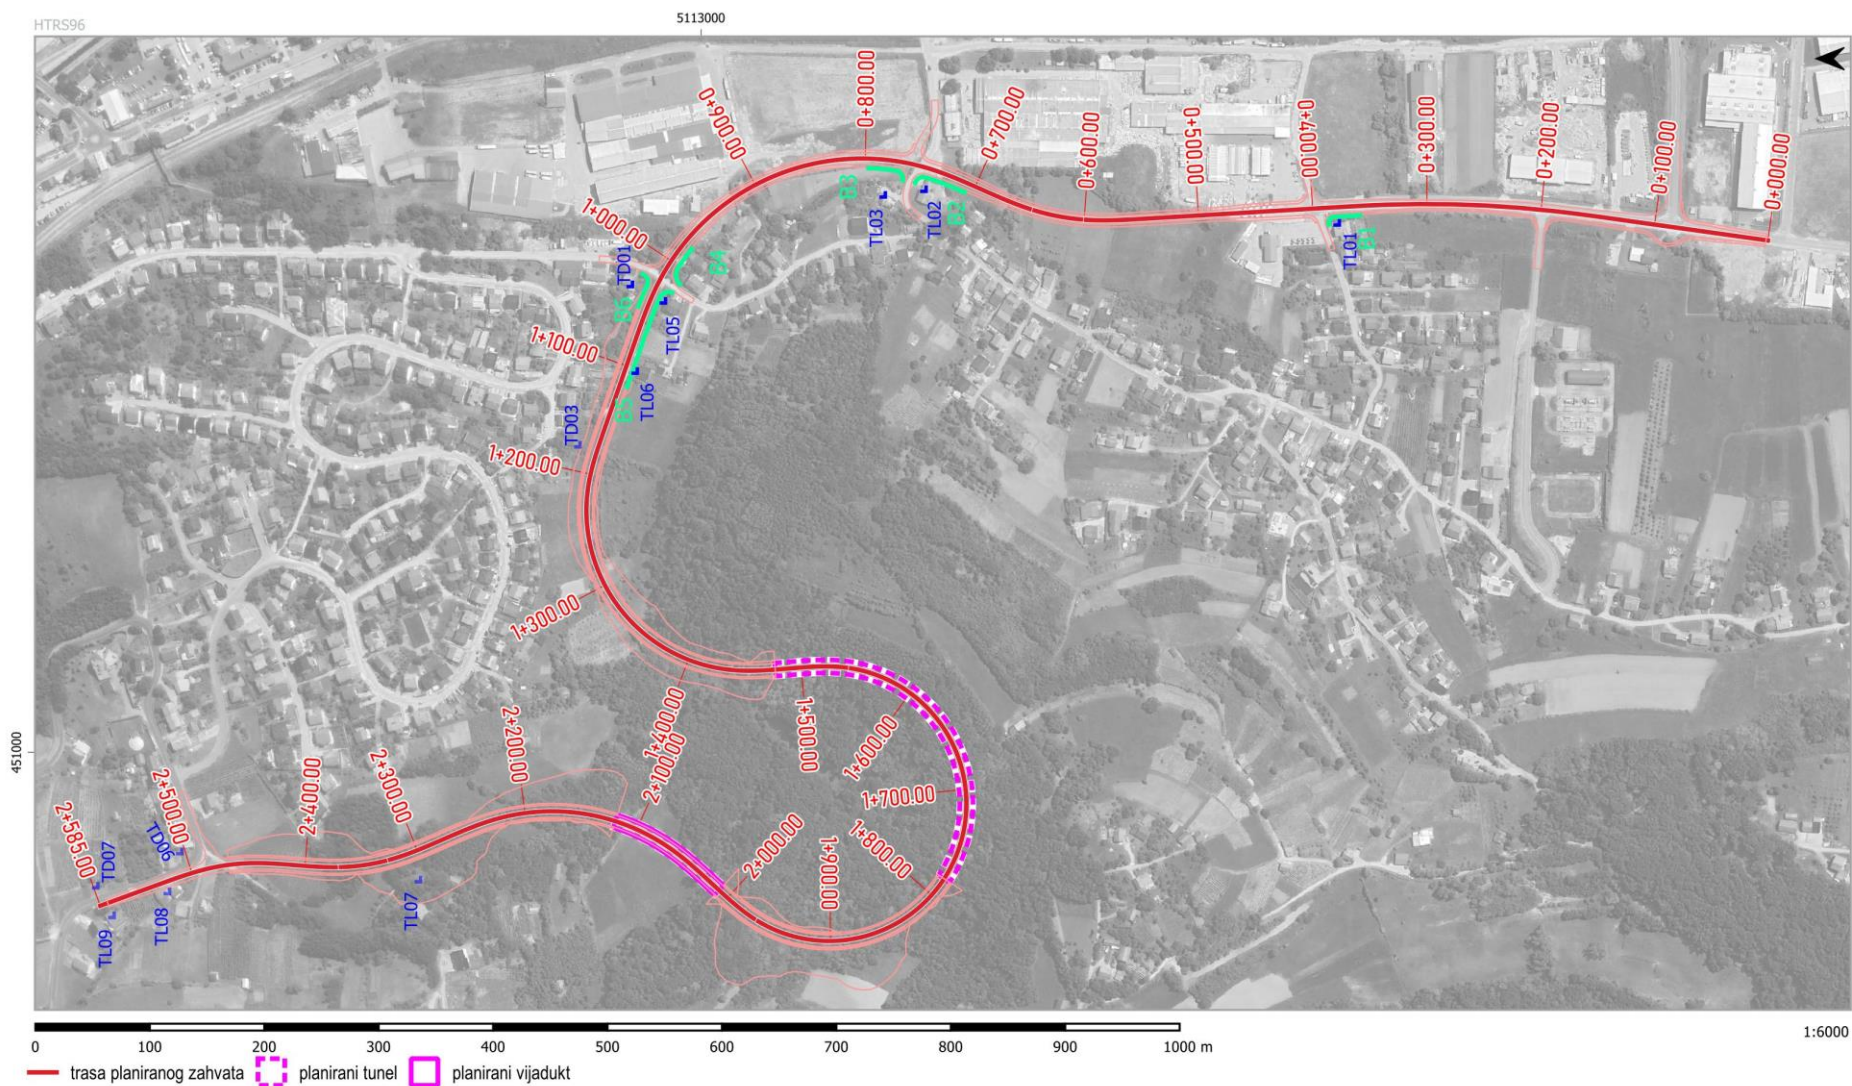 HTRS96
5113000
0+800.00
0+900.00
0+700.00
0+600.00
0+500.00
0+400.00
0+300.00
0+200.00
0+100.00
0+000.00
B3
TL03
TL02
B2
TL01
B1
1+000.00
TD01
B4
B6
TL05
1+100.00
TL06
B5
TD03
1+200.00
1+300.00
1+400.00
1+500.00
1+600.00
1+700.00
1+800.00
1+900.00
2+000.00
2+100.00
2+200.00
2+300.00
2+400.00
2+500.00
2+585.00
451000
TD06
TD07
TL07
TL08
TL09
0 100 200 300 400 500 600 700 800 900 1000 m
1:6000
trasa planiranog zahvata planirani tunel planirani vijadukt